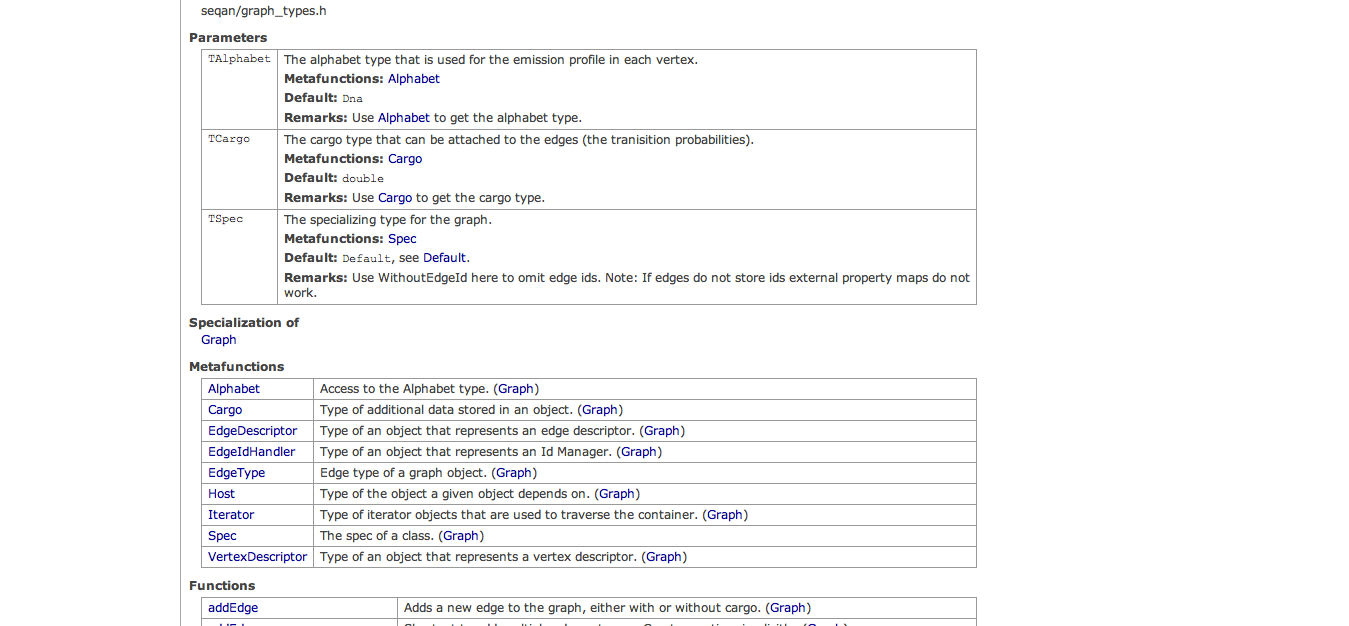 seqan/graph_types.h
Parameters
TAlphabet The alphabet type that is used for the emission profile in each vertex.
Metafunctions: Alphabet
Default: Dna
Remarks: Use Alphabet to get the alphabet type.
TCargo The cargo type that can be attached to the edges (the tranisition probabilities).
Metafunctions: Cargo
Default: double
Remarks: Use Cargo to get the cargo type.
TSpec The specializing type for the graph.
Metafunctions: Spec
Default: Default, see Default.
Remarks: Use WithoutEdgeId here to omit edge ids. Note: If edges do not store ids external property maps do not
work.
Specialization of
Graph
Metafunctions
Alphabet Access to the Alphabet type. (Graph)
Cargo Type of additional data stored in an object. (Graph)
EdgeDescriptor Type of an object that represents an edge descriptor. (Graph)
EdgeIdHandler Type of an object that represents an Id Manager. (Graph)
EdgeType Edge type of a graph object. (Graph)
Host Type of the object a given object depends on. (Graph)
Iterator Type of iterator objects that are used to traverse the container. (Graph)
Spec The spec of a class. (Graph)
VertexDescriptor Type of an object that represents a vertex descriptor. (Graph)
Functions
addEdge Adds a new edge to the graph, either with or without cargo. (Graph)